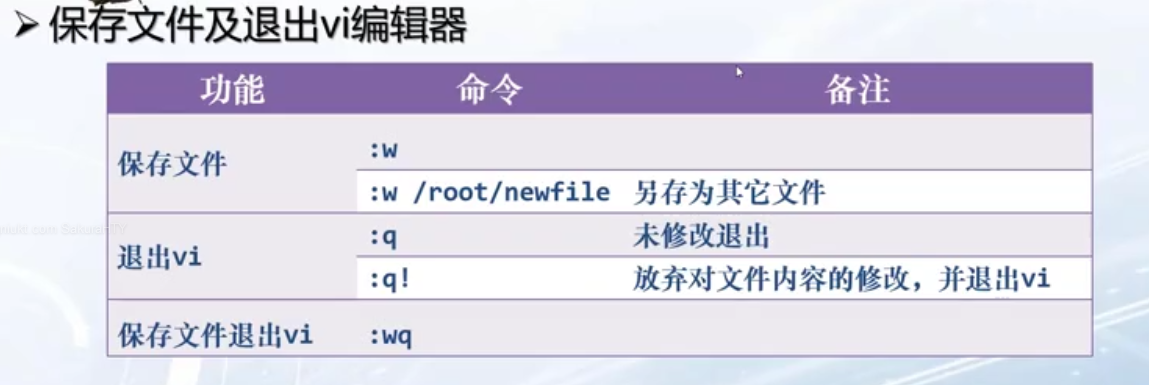 ➢ 保存文件及退出vi编辑器
功能 命令 备注
保存文件 :w
:w /root/newfile 另存为其它文件
退出vi :q 未修改退出
:q! 放弃对文件内容的修改，并退出vi
保存文件退出vi :wq